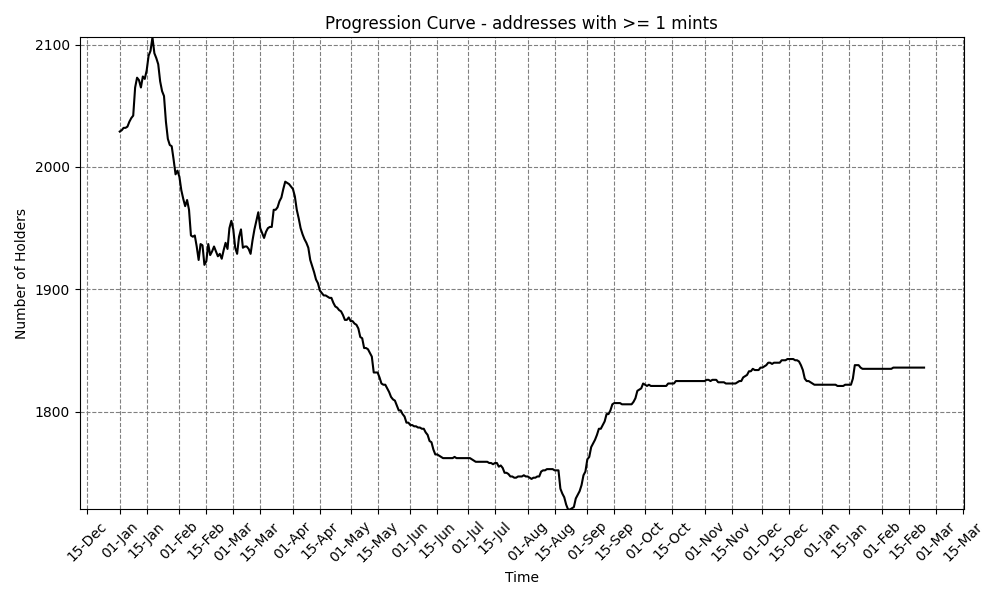 Progression Curve - addresses with >= 1 mints
Number of Holders
2100
2000
1900
1800
15-Dec
01-Jan
15-Jan
01-Feb
15-Feb
01-Mar
15-Mar
01-Apr
15-Apr
01-May
15-May
01-Jun
15-Jun
01-Jul
15-Jul
01-Aug
15-Aug
01-Sep
15-Sep
01-Oct
15-Oct
01-Nov
15-Nov
01-Dec
15-Dec
01-Jan
15-Jan
01-Feb
15-Feb
01-Mar
15-Mar
Time